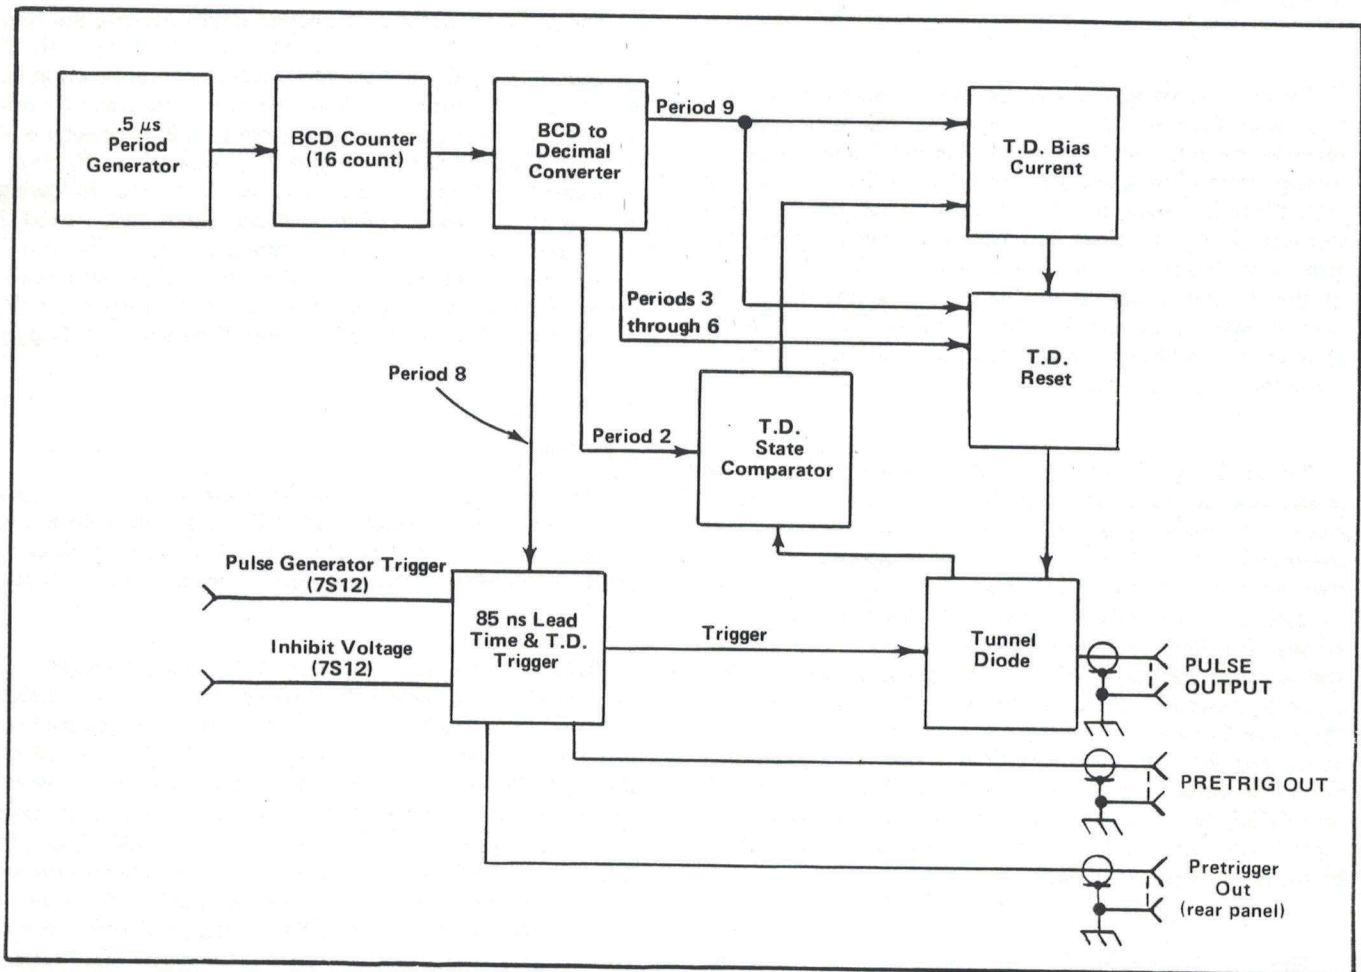 .5 μs
Period
Generator
BCD Counter
(16 count)
BCD to
Decimal
Converter
Period 9
T.D. Bias
Current
Periods 3
through 6
T.D.
Reset
Period 8
Period 2
T.D.
State
Comparator
Pulse Generator Trigger
(7S12)
Inhibit Voltage
(7S12)
85 ns Lead
Time & T.D.
Trigger
Trigger
Tunnel
Diode
PULSE
OUTPUT
PRETRIG OUT
Pretrigger
Out
(rear panel)